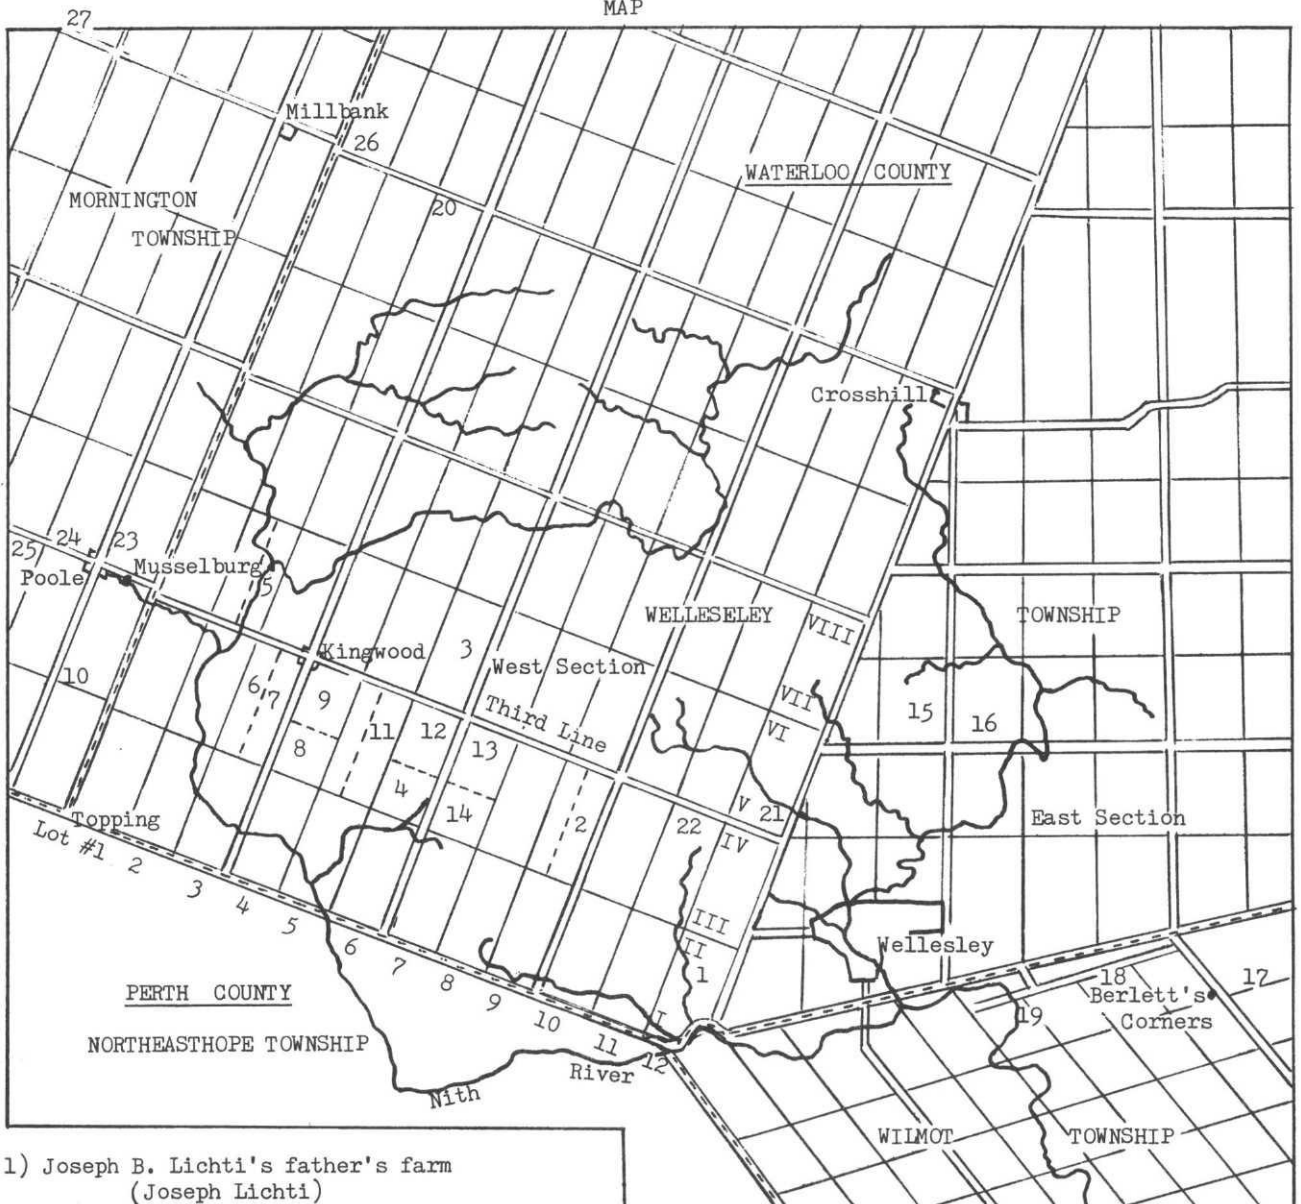 MAP
27
Millbank
26
WATERLOO COUNTY
MORNINGTON
20
TOWNSHIP
Crosshill
24
23
25
Musselburg
Poole
5
WELLESELEY
VIII
TOWNSHIP
Kingwood
3
West Section
10
6
7
9
VII
15
16
Third Line
11
12
13
VI
8
4
14
2
V
21
22
IV
East Section
Topping
Lot #1
2
3
4
5
6
7
8
9
10
11
12
III
II
I
1
Wellesley
PERTH COUNTY
18
17
Berlett's
Corners
19
NORTHEASTHOPE TOWNSHIP
Nith
River
WILMOT
TOWNSHIP
1) Joseph B. Lichti's father's farm
(Joseph Lichti)